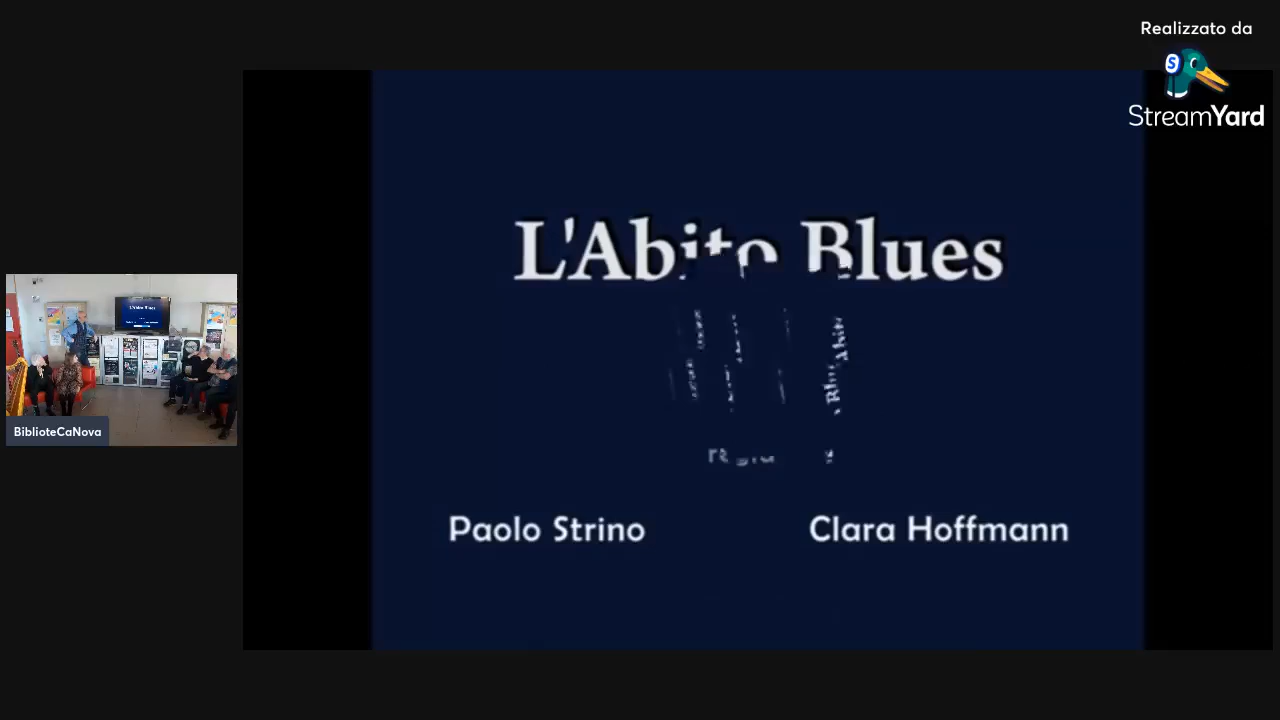 Realizzato da
StreamYard
L'Abito Blues
Paolo Strino
Clara Hoffmann
BiblioteCaNova